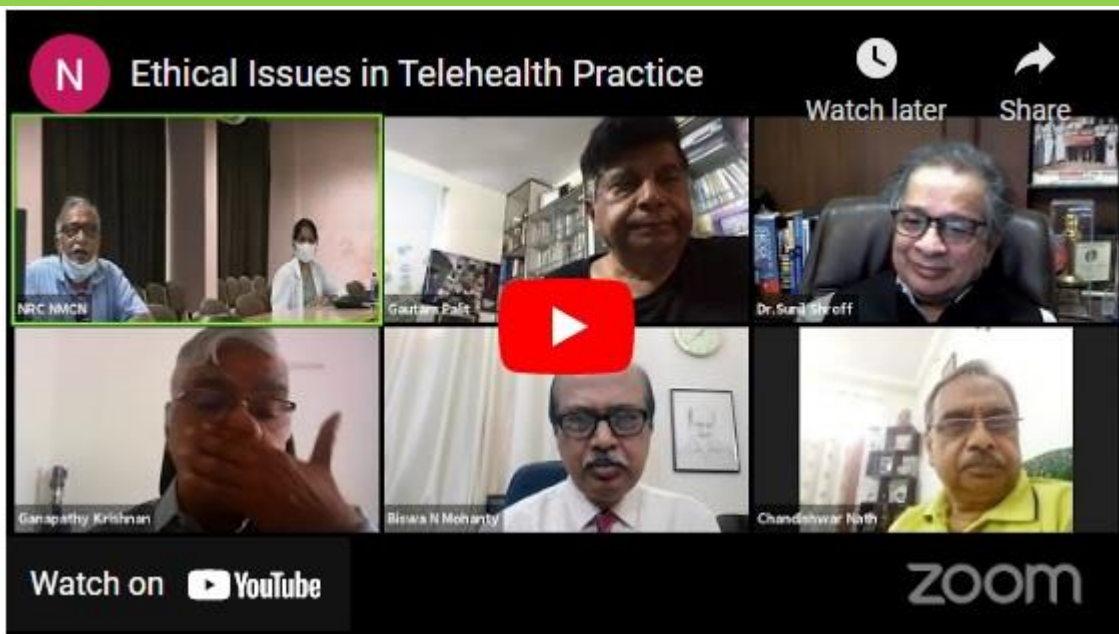 N
Ethical Issues in Telehealth Practice
Watch later
Share
NRC NMCN
Gautam Palit
Dr.Sunil Shroff
Ganapathy Krishnan
Biswa N Mohanty
Chandishwar Nath
Watch on YouTube
zoom